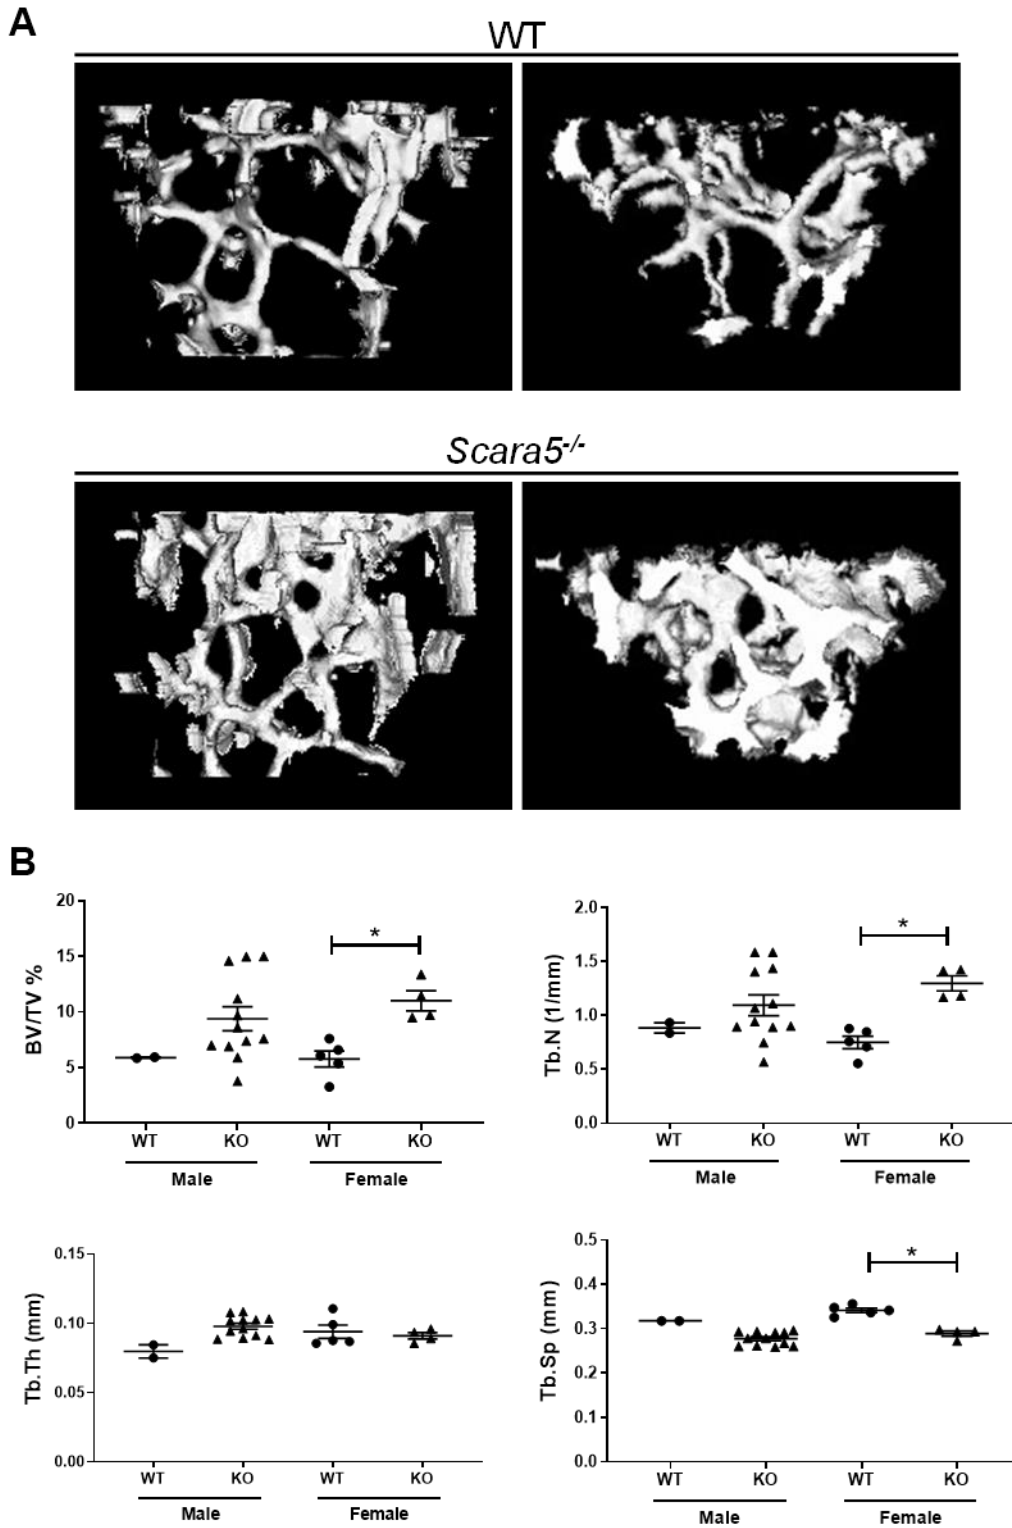 A
WT
Scara5-/-
B
BV/TV %
20
15
10
5
0
*
WT KO WT KO
Male Female
Tb.N (1/mm)
2.0
1.5
1.0
0.5
0.0
*
WT KO WT KO
Male Female
Tb.Th (mm)
0.15
0.10
0.05
0.00
WT KO WT KO
Male Female
Tb.Sp (mm)
0.5
0.4
0.3
0.2
0.1
0.0
*
WT KO WT KO
Male Female